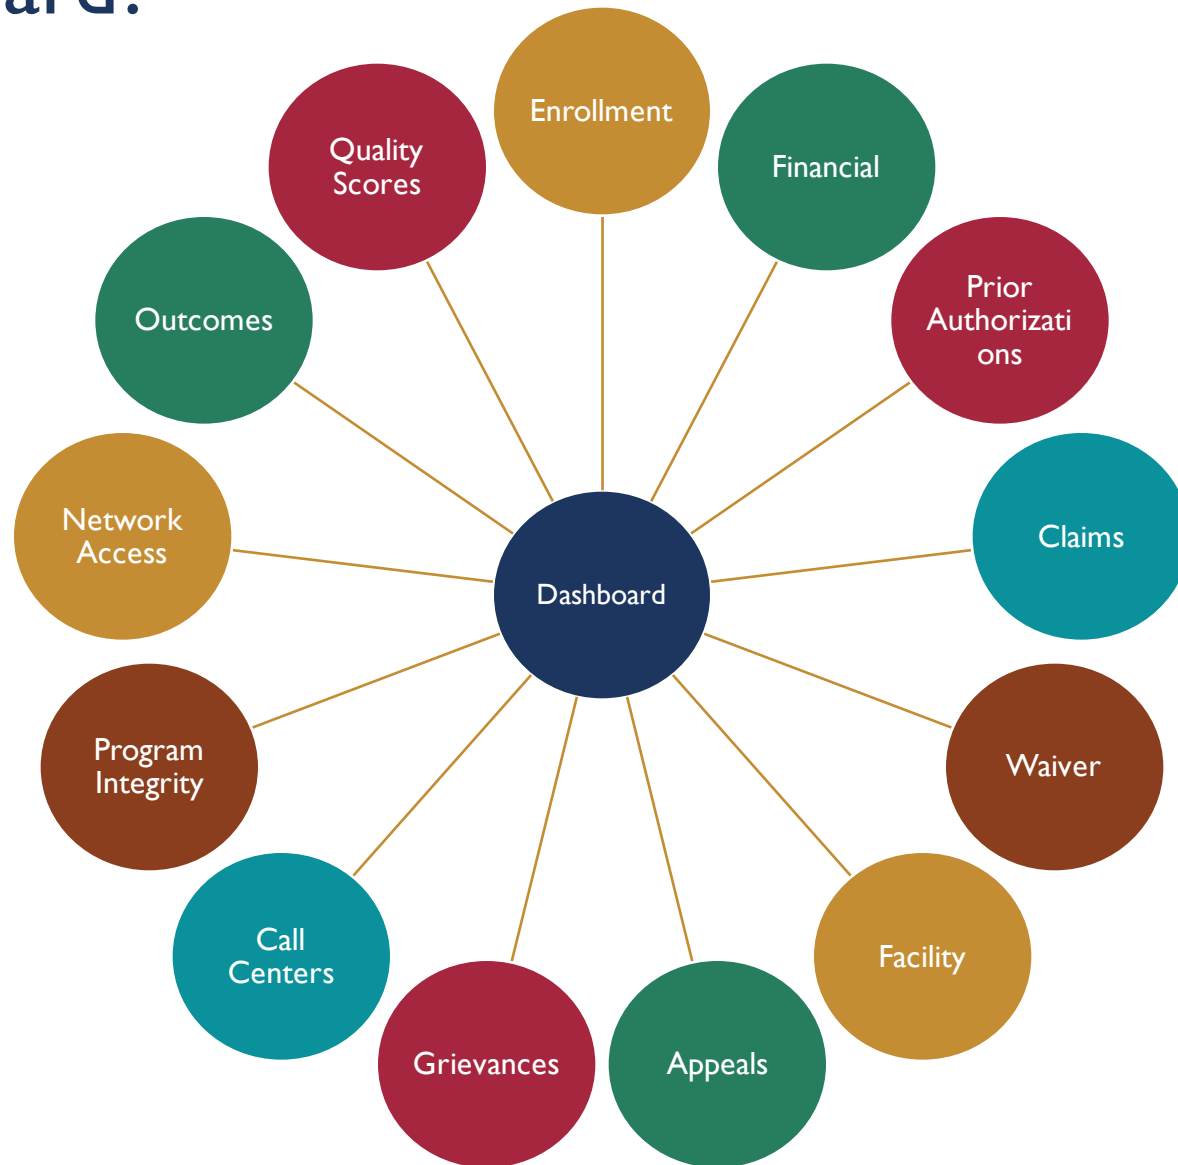 Enrollment
Financial
Prior
Authorizati
ons
Claims
Waiver
Facility
Appeals
Grievances
Call
Centers
Program
Integrity
Network
Access
Outcomes
Quality
Scores
Dashboard